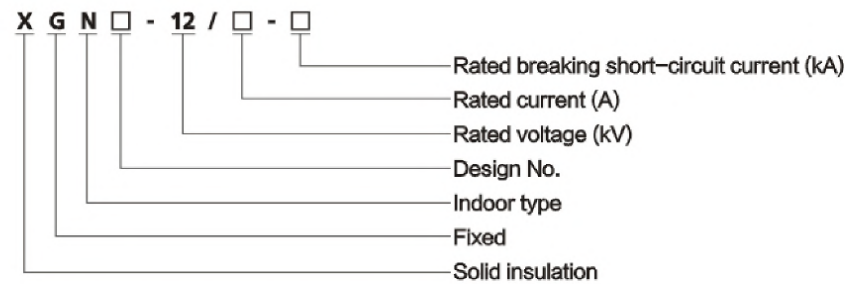 X G N □ - 12 / □ - □
Rated breaking short-circuit current (kA)
Rated current (A)
Rated voltage (kV)
Design No.
Indoor type
Fixed
Solid insulation